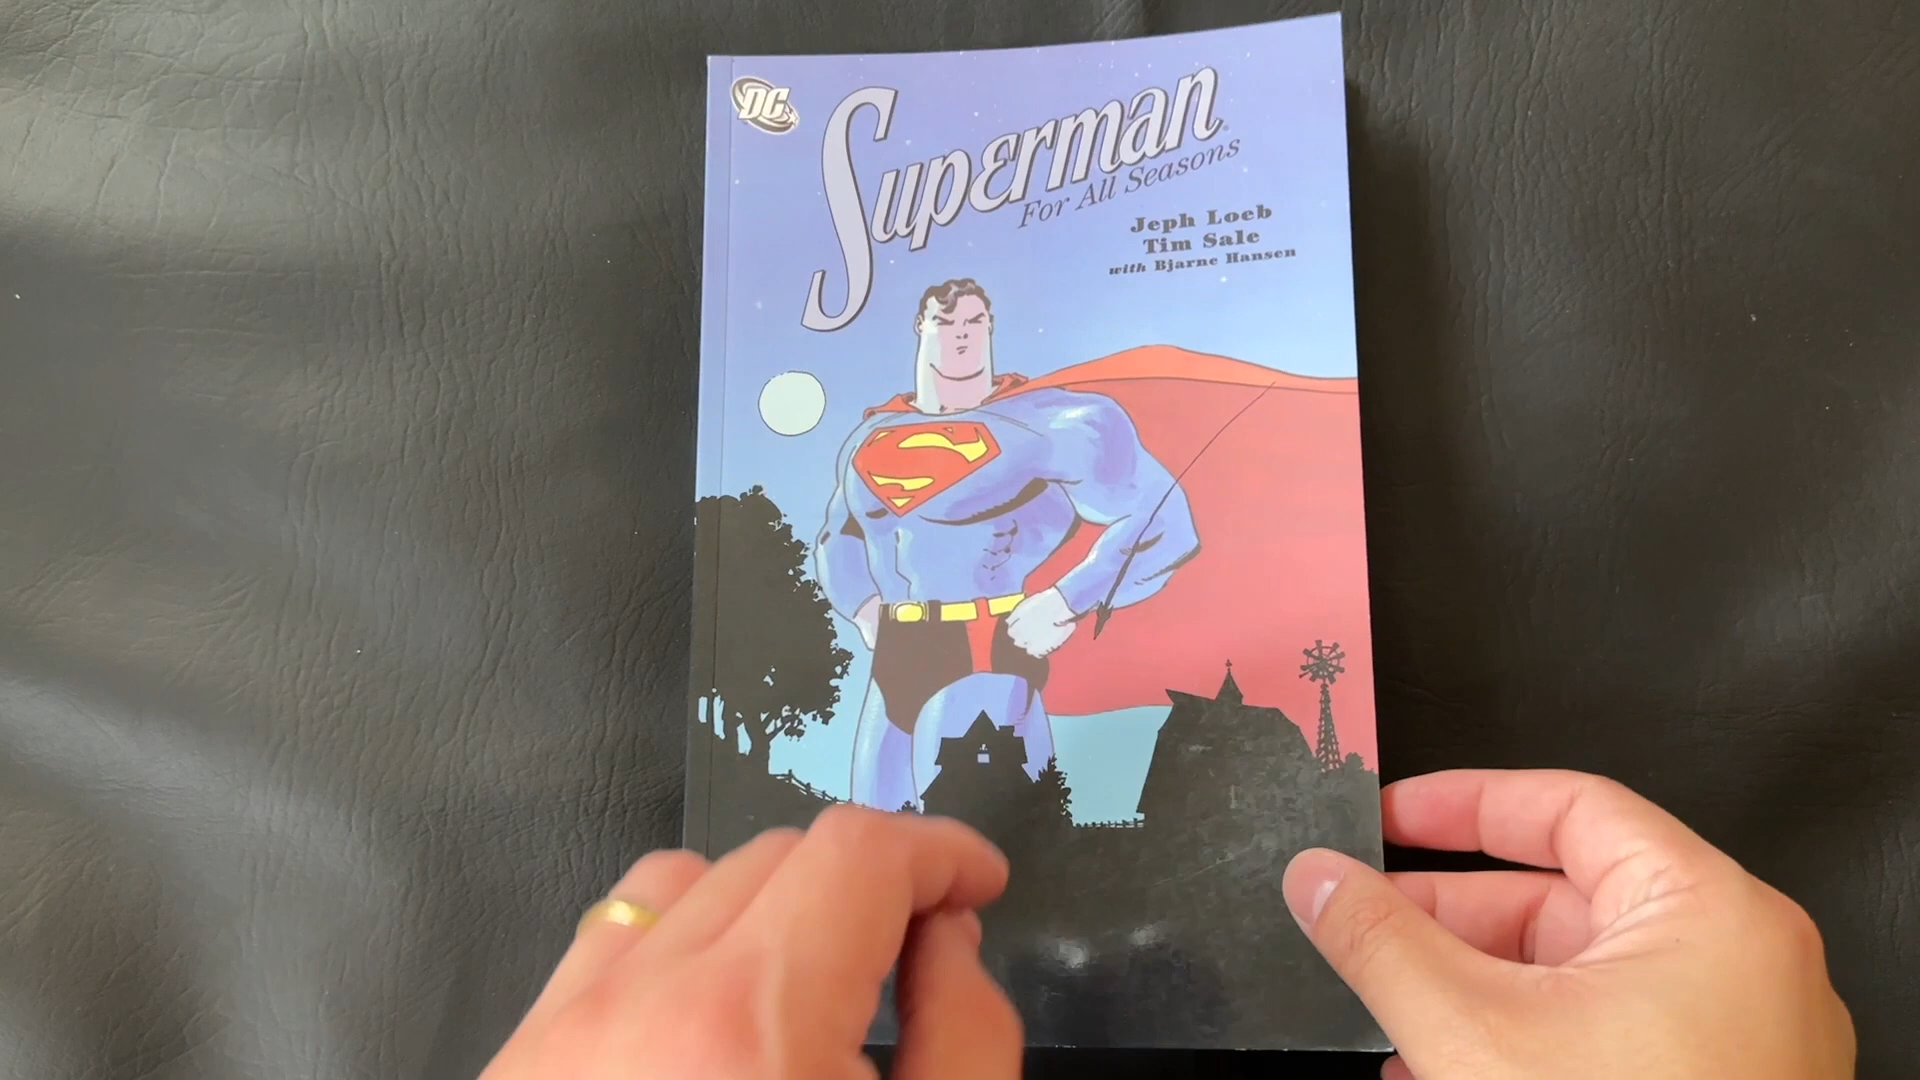 DC
Superman
For All Seasons
Jeph Loeb
Tim Sale
with Bjarne Hansen
S